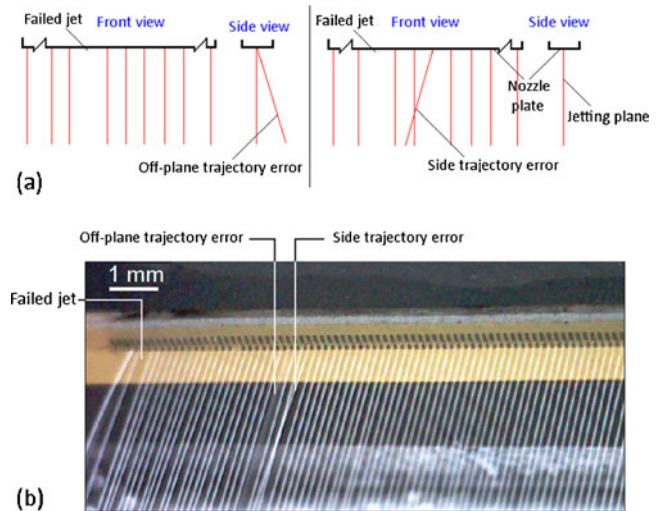 Failed jet Front view Side view
Off-plane trajectory error
Failed jet Front view Side view
Nozzle
plate
Jetting plane
Side trajectory error
(a)
Off-plane trajectory error Side trajectory error
1 mm
Failed jet
(b)